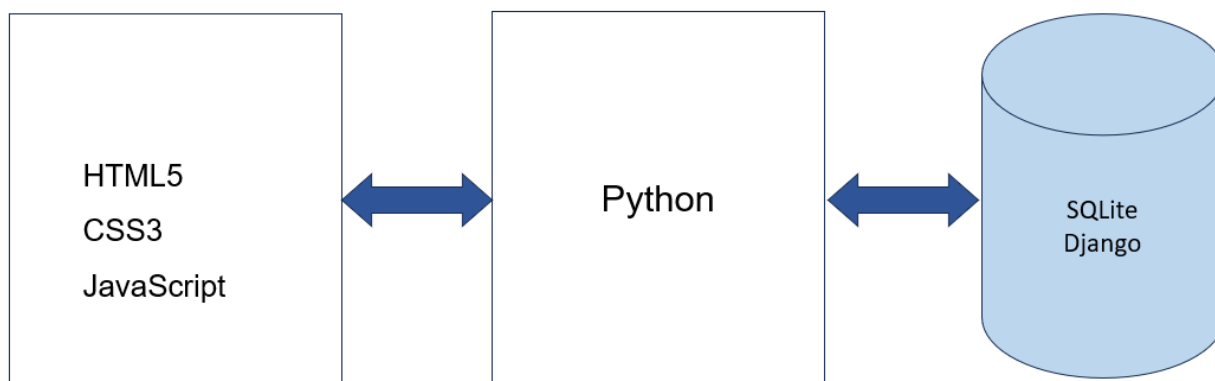 HTML5
CSS3
JavaScript
Python
SQLite
Django